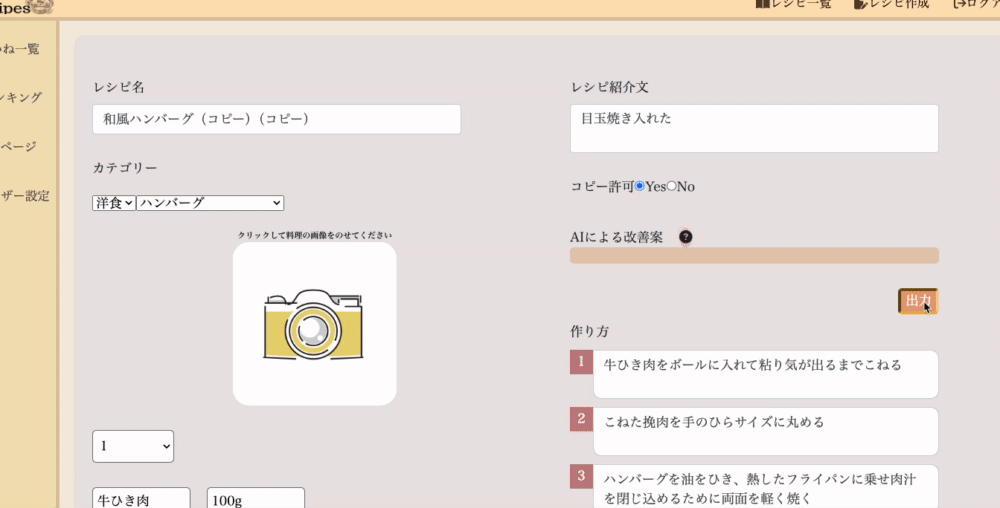 ipes
レシピ一覧
レシピ作成
ログア
ね一覧
ンキング
ページ
ザー設定
レシピ名
和風ハンバーグ（コピー）（コピー）
カテゴリー
洋食 ハンバーグ
クリックして料理の画像をのせてください
1
牛ひき肉 100g
レシピ紹介文
目玉焼き入れた
コピー許可 Yes No
AIによる改善案 ?
出力
作り方
1 牛ひき肉をボールに入れて粘り気が出るまでこねる
2 こねた挽肉を手のひらサイズに丸める
3 ハンバーグを油をひき、熱したフライパンに乗せ肉汁
を閉じ込めるために両面を軽く焼く